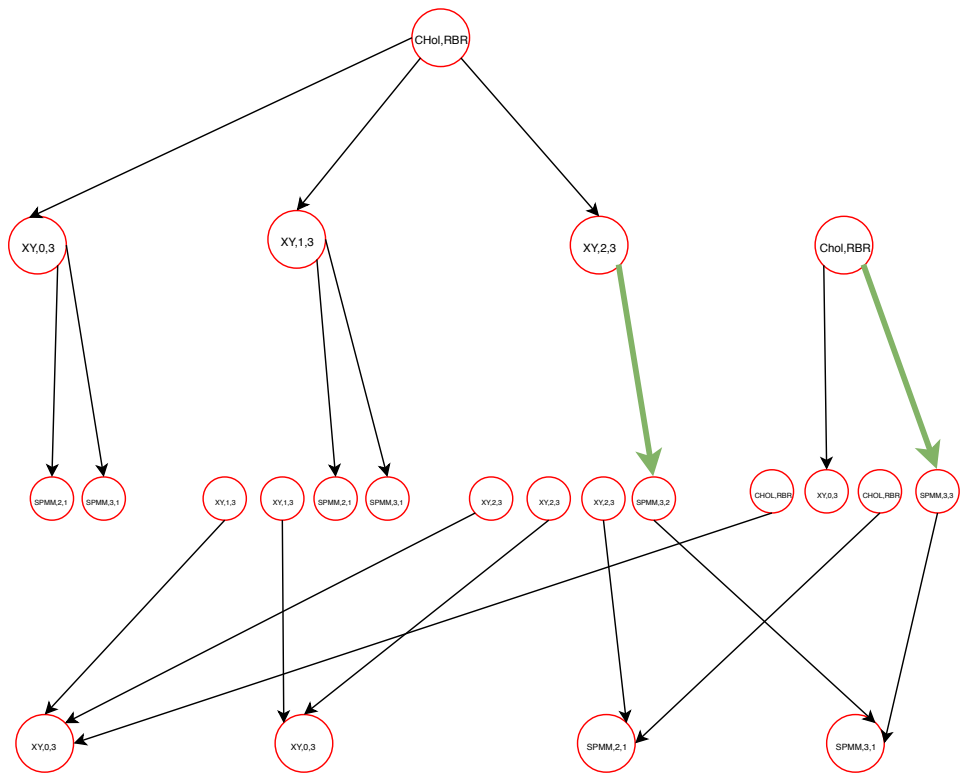 CHol,RBR
XY,0,3
XY,1,3
XY,2,3
Chol,RBR
SPMM,2,1
SPMM,3,1
XY,1,3
XY,1,3
SPMM,2,1
SPMM,3,1
XY,2,3
XY,2,3
XY,2,3
SPMM,3,2
CHOL,RBR
XY,0,3
CHOL,RBR
SPMM,3,3
XY,0,3
XY,0,3
SPMM,2,1
SPMM,3,1